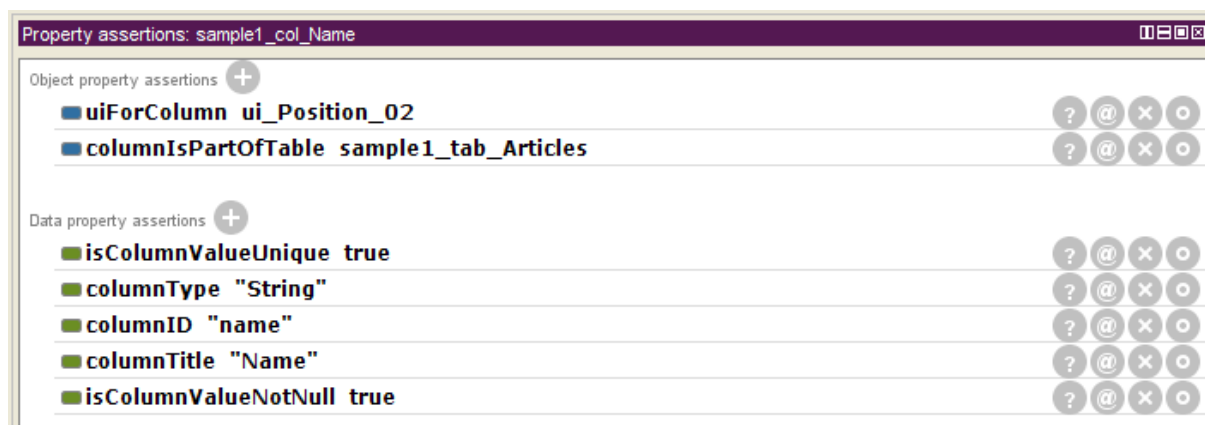 Property assertions: sample1_col_Name
Object property assertions
uiForColumn ui_Position_02
columnIsPartOfTable sample1_tab_Articles
Data property assertions
isColumnValueUnique true
columnType "String"
columnID "name"
columnTitle "Name"
isColumnValueNotNull true